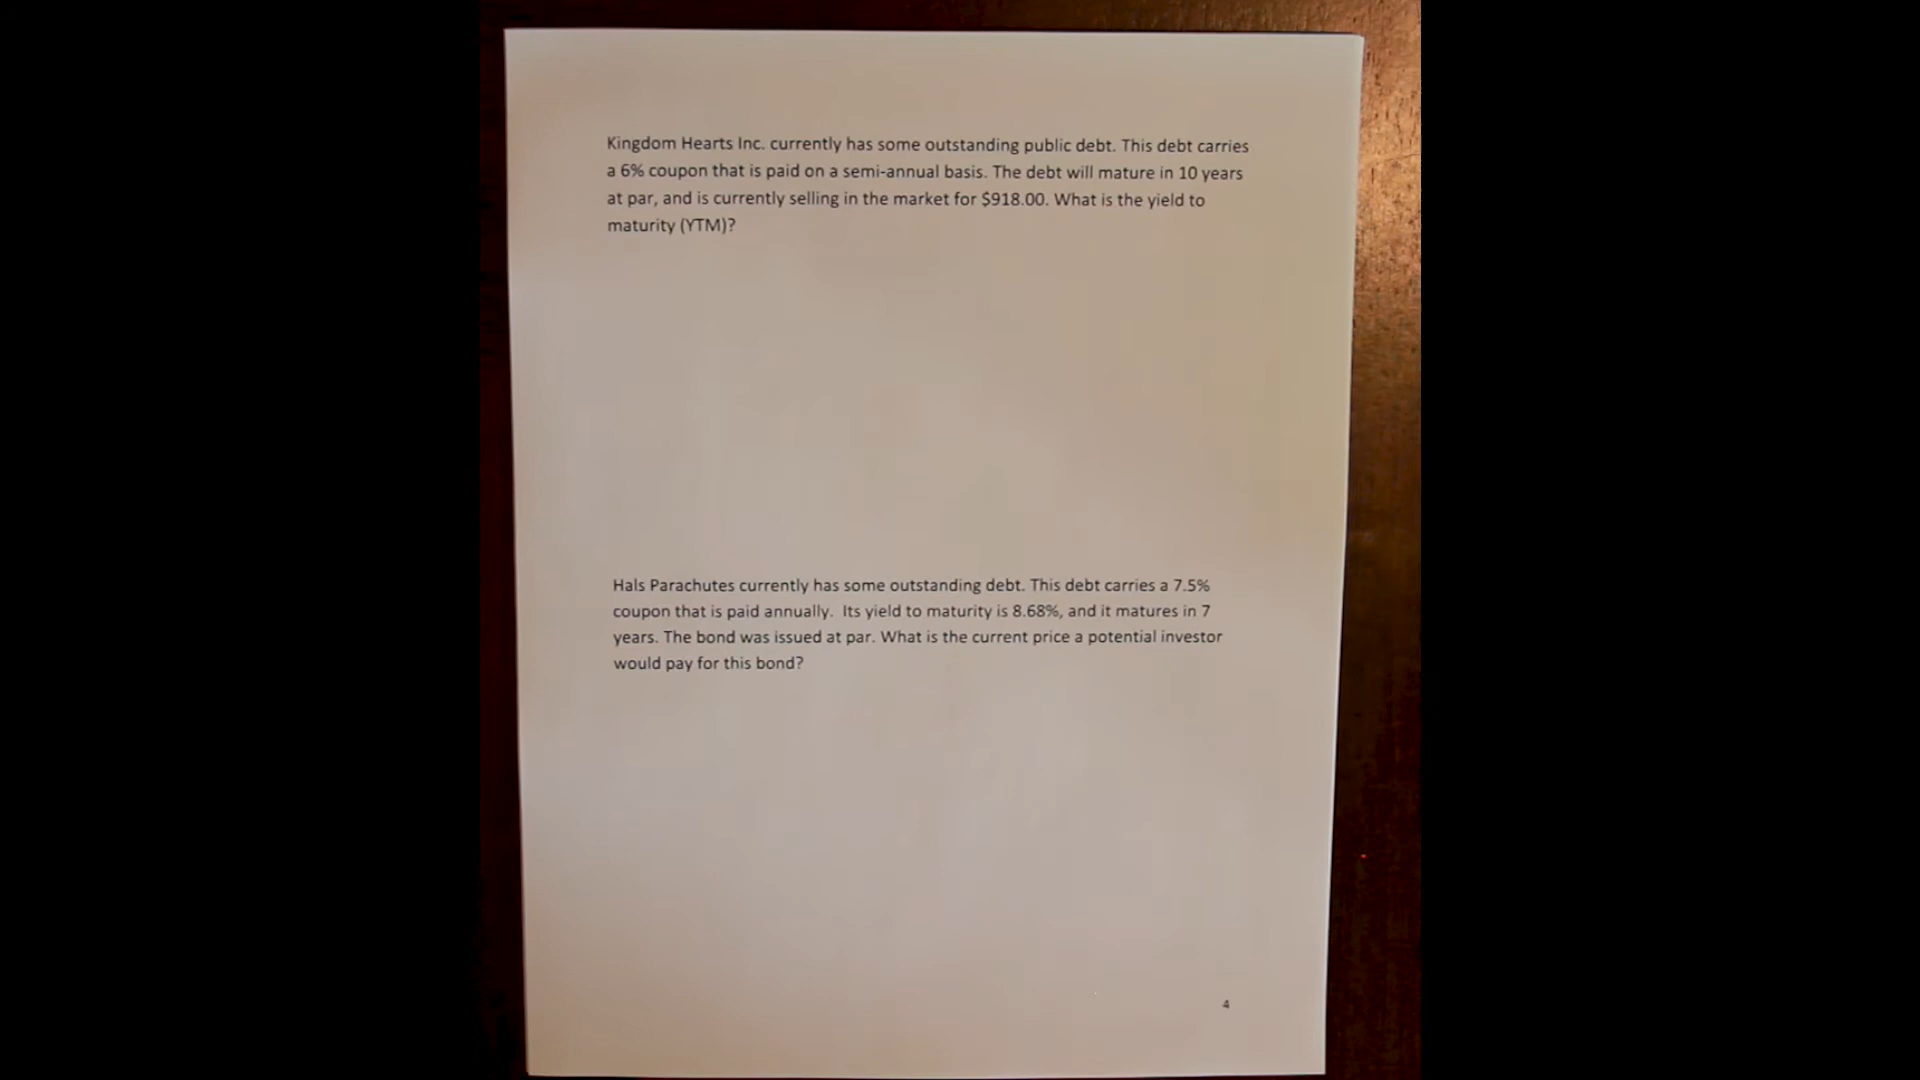 Kingdom Hearts Inc. currently has some outstanding public debt. This debt carries
a 6% coupon that is paid on a semi-annual basis. The debt will mature in 10 years
at par, and is currently selling in the market for $918.00. What is the yield to
maturity (YTM)?
Hals Parachutes currently has some outstanding debt. This debt carries a 7.5%
coupon that is paid annually.  Its yield to maturity is 8.68%, and it matures in 7
years. The bond was issued at par. What is the current price a potential investor
would pay for this bond?
4